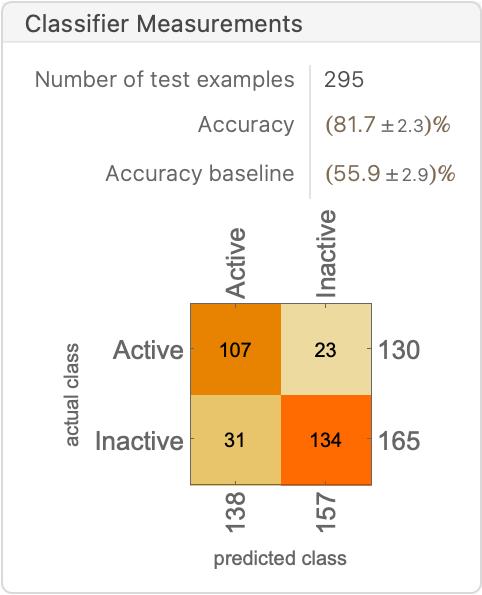 Classifier Measurements
Number of test examples 295
Accuracy (81.7 ±2.3)%
Accuracy baseline (55.9 ±2.9)%
Active Inactive
Active 107 23 130
actual class
Inactive 31 134 165
138 157
predicted class